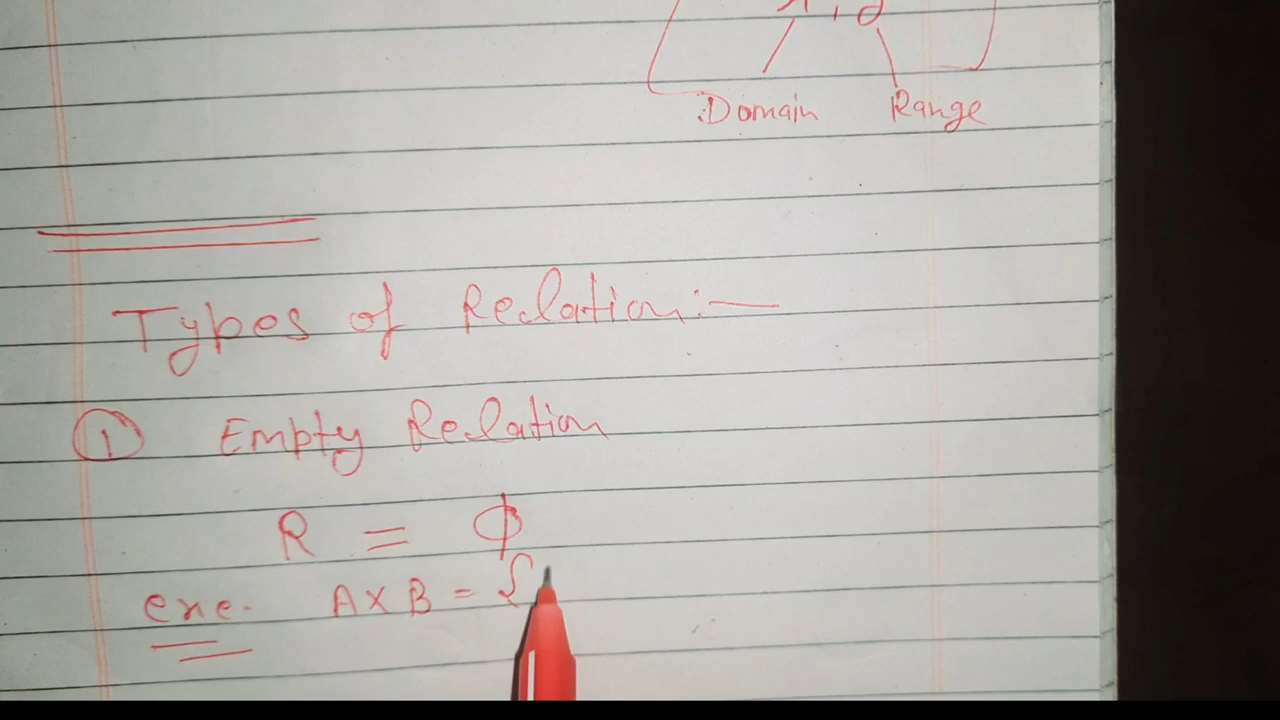 Domain Range
Types of Relation:—
① Empty Relation
R = ϕ
exe. A×B = {